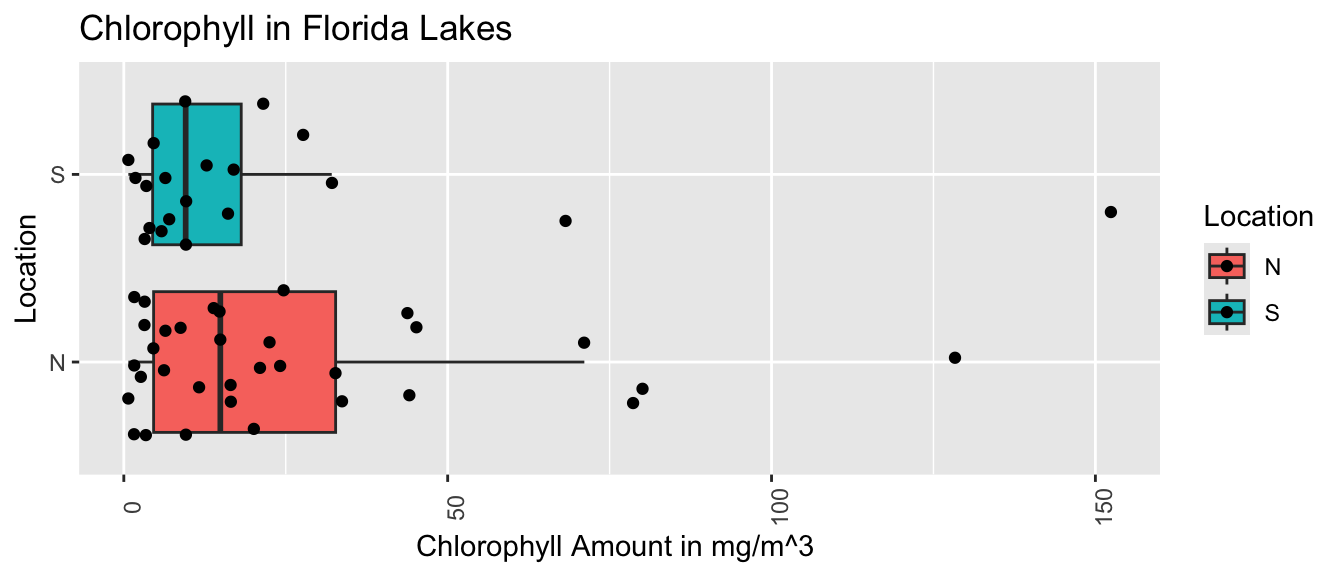 Chlorophyll in Florida Lakes
Location
S
N
0
50
100
150
Chlorophyll Amount in mg/m^3
Location
N
S